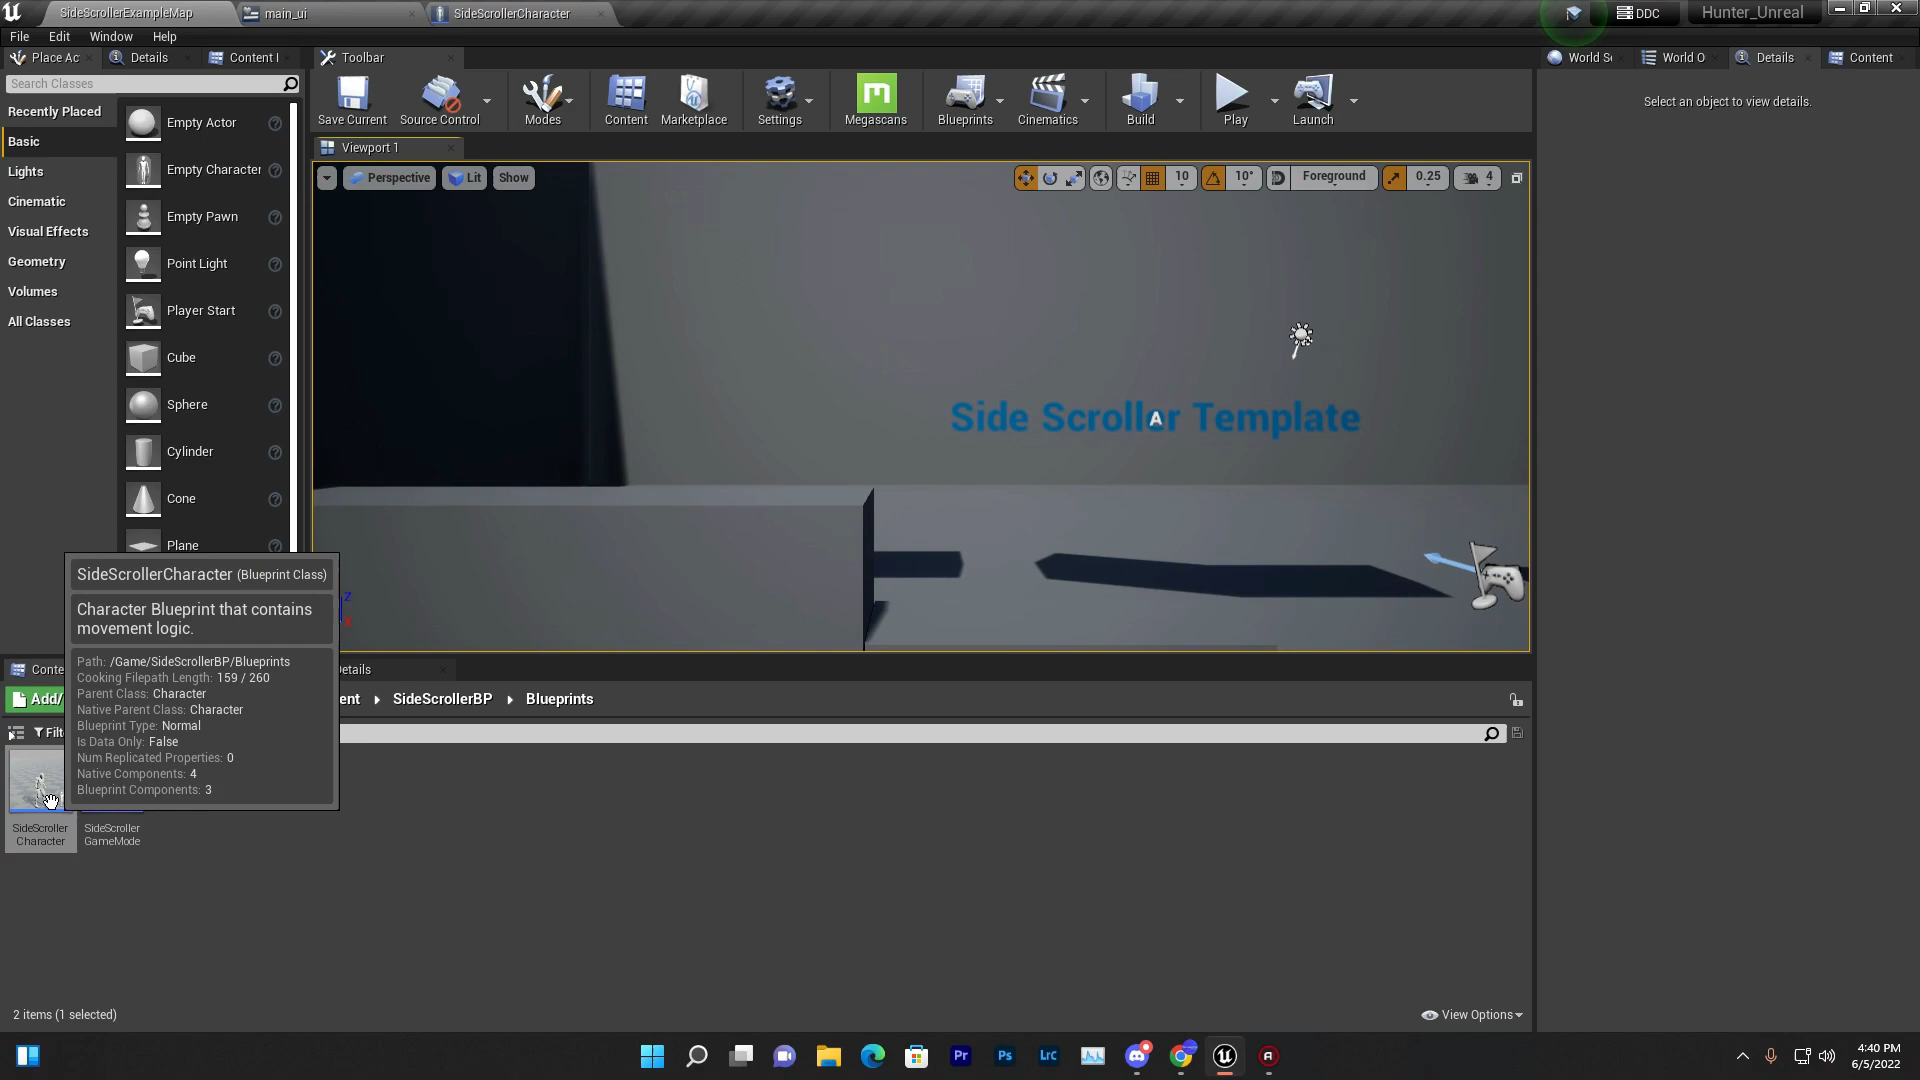 SideScrollerExampleMap
main_ui
SideScrollerCharacter
DDC
Hunter_Unreal
File
Edit
Window
Help
Place Ac
Details
Content
Toolbar
World Se
World O
Details
Content
Search Classes
Recently Placed
Basic
Lights
Cinematic
Visual Effects
Geometry
Volumes
All Classes
Empty Actor
Empty Character
Empty Pawn
Point Light
Player Start
Cube
Sphere
Cylinder
Cone
Plane
Save Current
Source Control
Modes
Content
Marketplace
Settings
Megascans
Blueprints
Cinematics
Build
Play
Launch
Select an object to view details.
Viewport 1
Perspective
Lit
Show
10
10°
Foreground
0.25
4
Side Scroller Template
A
SideScrollerCharacter (Blueprint Class)
Character Blueprint that contains
movement logic.
Path: /Game/SideScrollerBP/Blueprints
Cooking Filepath Length: 159 / 260
Parent Class: Character
Native Parent Class: Character
Blueprint Type: Normal
Is Data Only: False
Num Replicated Properties: 0
Native Components: 4
Blueprint Components: 3
Z
X
Conte
Details
Add/
ent
SideScrollerBP
Blueprints
Filte
SideScroller
Character
SideScroller
GameMode
2 items (1 selected)
View Options
Pr
Ps
LrC
4:40 PM
6/5/2022